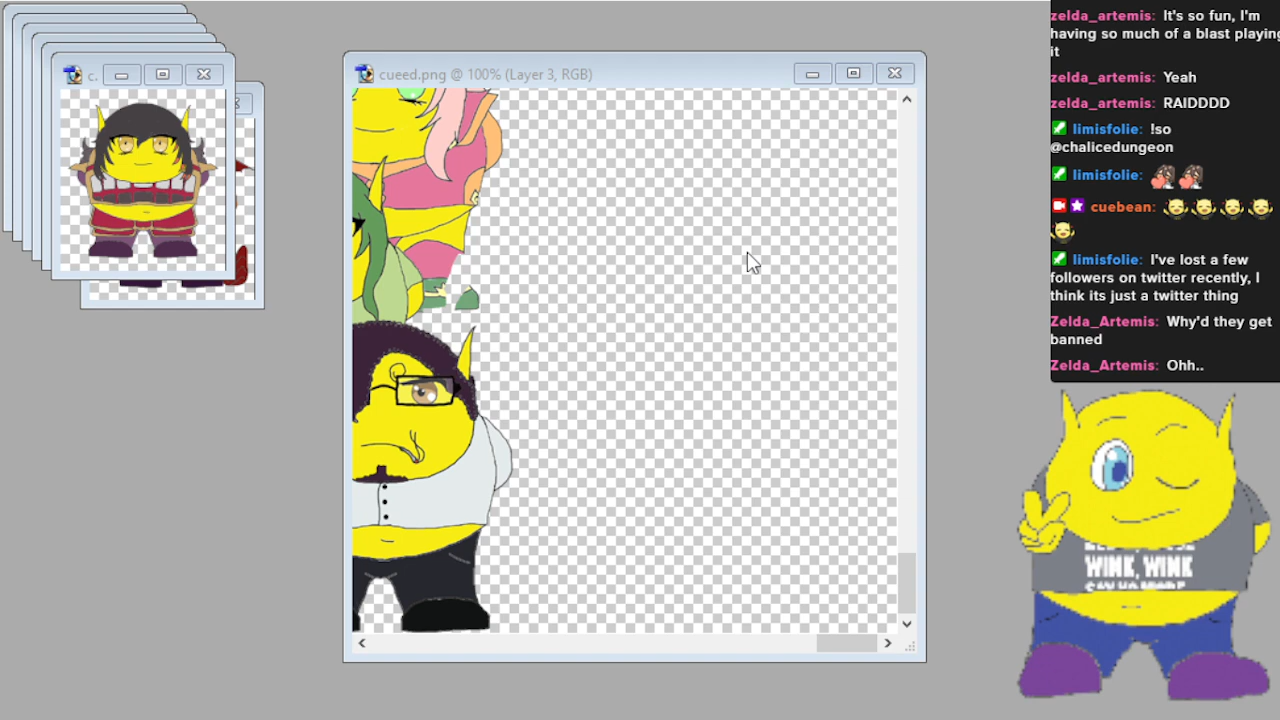 c.
cueed.png @ 100% (Layer 3, RGB)
zelda_artemis: It's so fun, I'm
having so much of a blast playing
it
zelda_artemis: Yeah
zelda_artemis: RAIDDDD
limisfolie: !so
@chalicedungeon
limisfolie:
cuebean:
limisfolie: I've lost a few
followers on twitter recently, I
think its just a twitter thing
Zelda_Artemis: Why'd they get
banned
Zelda_Artemis: Ohh..
WINK, WINK